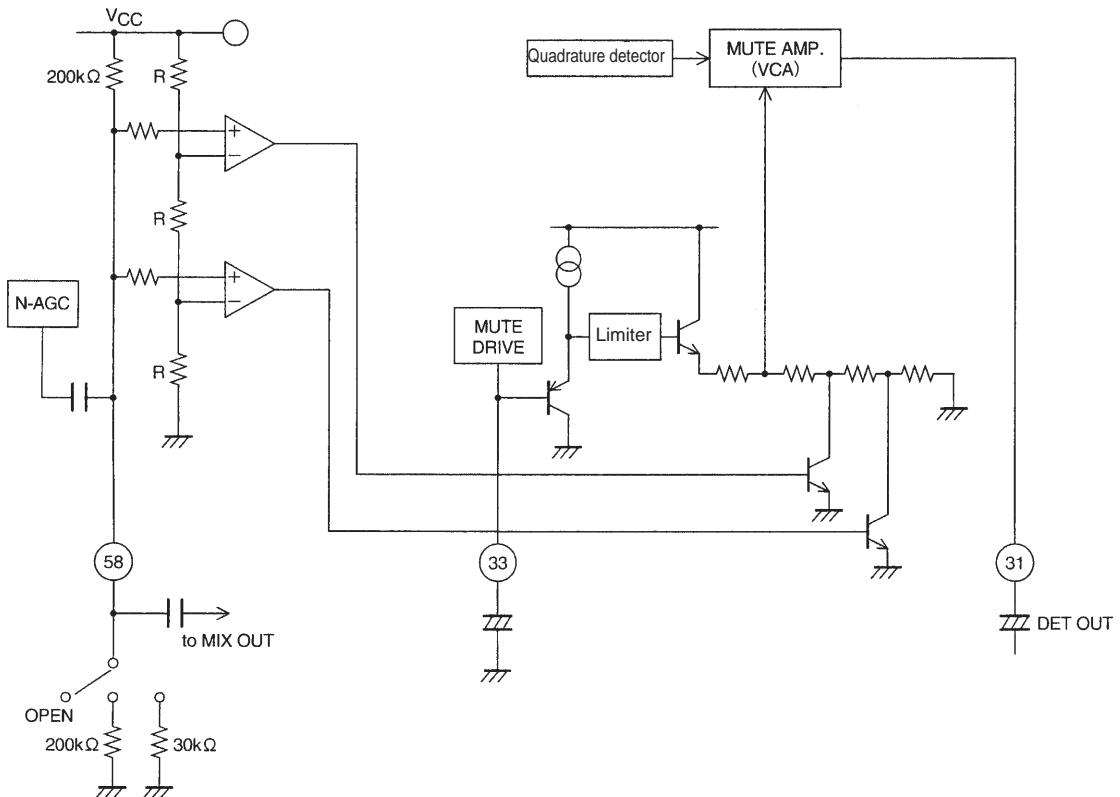 VCC
200kΩ
R
Quadrature detector
MUTE AMP.
(VCA)
+
−
R
+
−
N-AGC
MUTE
DRIVE
Limiter
R
58
33
31
to MIX OUT
DET OUT
OPEN
200kΩ
30kΩ